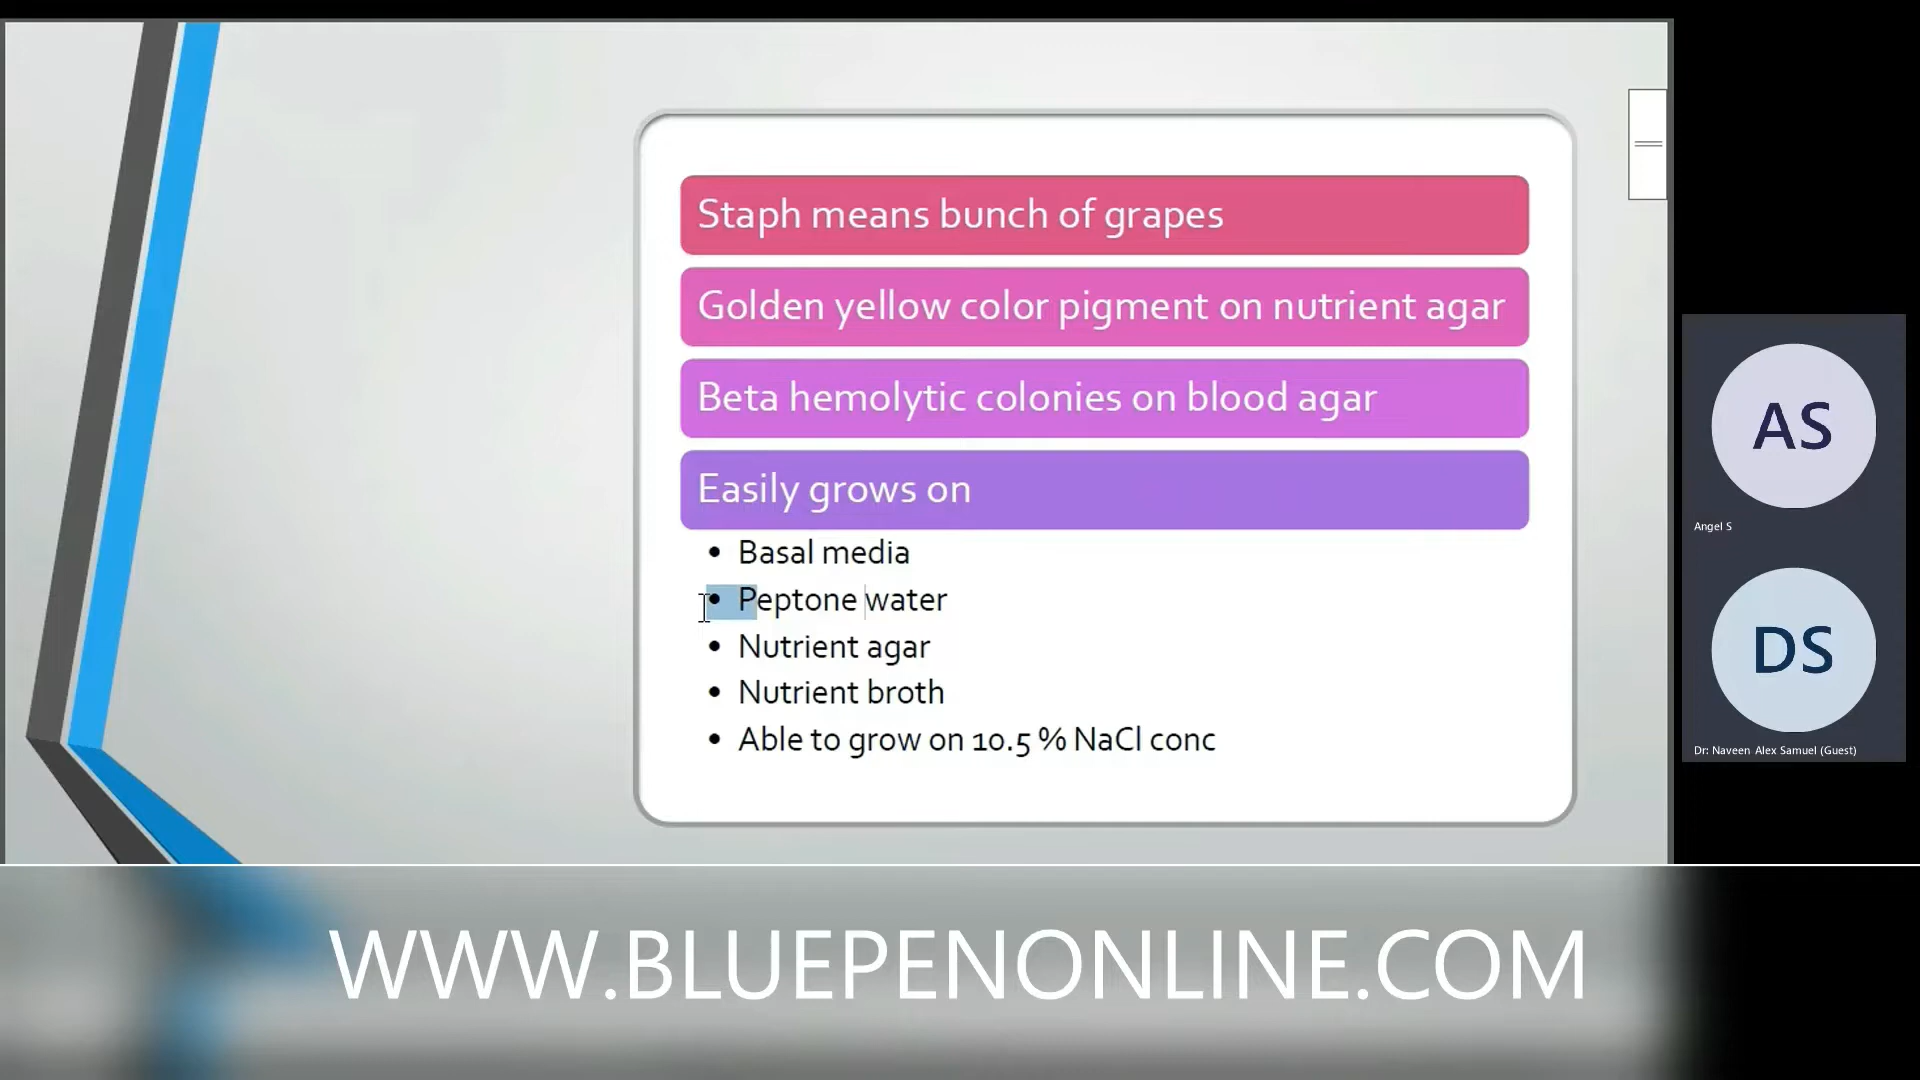 Staph means bunch of grapes
Golden yellow color pigment on nutrient agar
Beta hemolytic colonies on blood agar
Easily grows on
• Basal media
• Peptone water
• Nutrient agar
• Nutrient broth
• Able to grow on 10.5 % NaCl conc
AS
Angel S
DS
Dr: Naveen Alex Samuel (Guest)
WWW.BLUEPENONLINE.COM